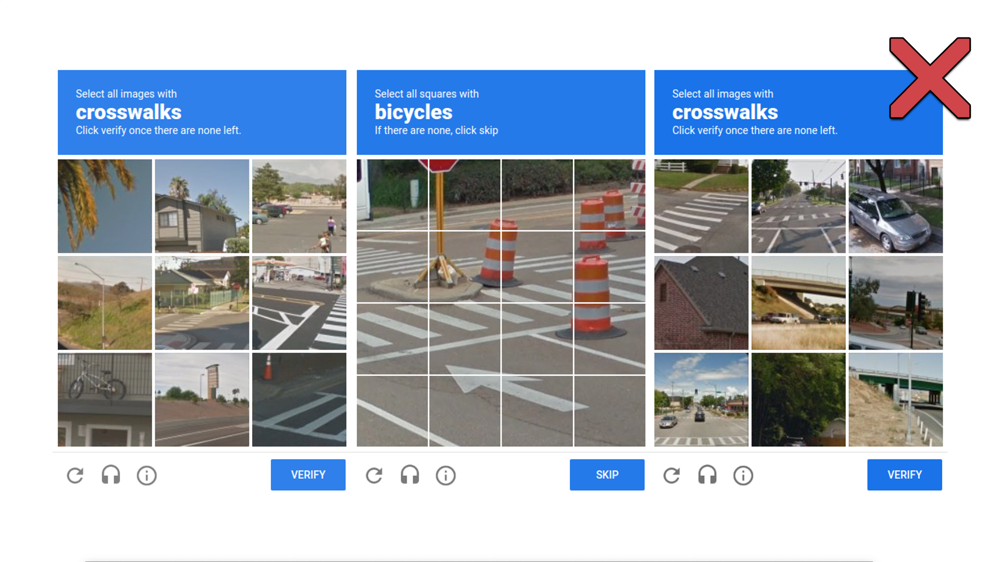 Select all images with
crosswalks
Click verify once there are none left.
VERIFY
Select all squares with
bicycles
If there are none, click skip
SKIP
Select all images with
crosswalks
Click verify once there are none left.
VERIFY